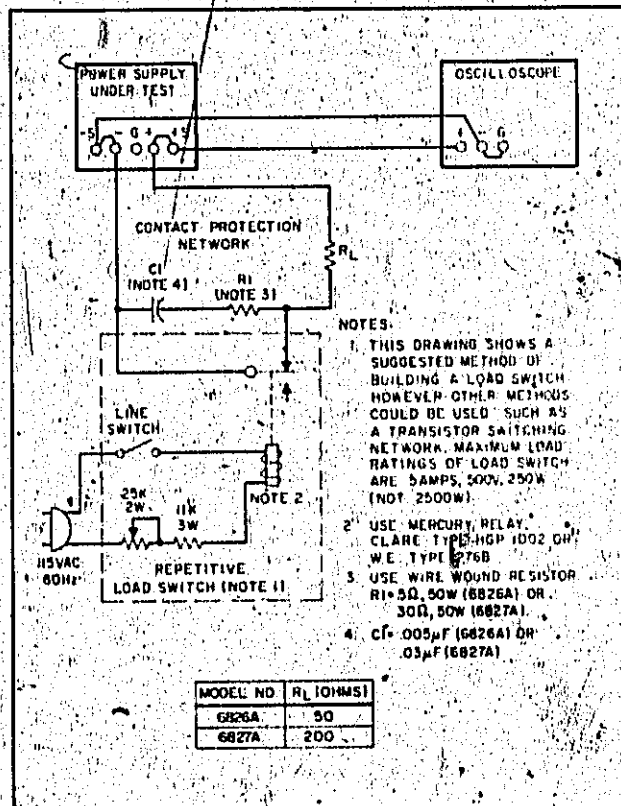 POWER SUPPLY
UNDER TEST
-S - G + +S
OSCILLOSCOPE
+ - G
CONTACT PROTECTION
NETWORK
C1
(NOTE 4)
R1
(NOTE 3)
RL
LINE
SWITCH
25K
2W
11K
3W
NOTE 2
115VAC
60Hz
REPETITIVE
LOAD SWITCH (NOTE 1)
NOTES:
1. THIS DRAWING SHOWS A
SUGGESTED METHOD OF
BUILDING A LOAD SWITCH
HOWEVER OTHER METHODS
COULD BE USED SUCH AS
A TRANSISTOR SWITCHING
NETWORK. MAXIMUM LOAD
RATINGS OF LOAD SWITCH
ARE 5AMPS, 500V, 250W
(NOT 2500W)
2 USE MERCURY RELAY,
CLARE TYPE HGP 1002 OR
W.E. TYPE 276B
3 USE WIRE WOUND RESISTOR
R1=5Ω, 50W (6826A) OR
30Ω, 50W (6827A)
4 C1= .005μF (6826A) OR
.03μF (6827A)
MODEL NO RL (OHMS)
6826A 50
6827A 200